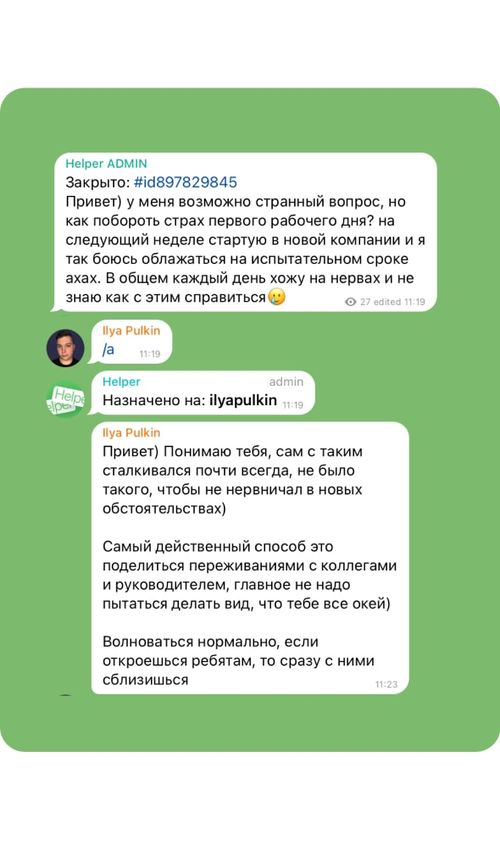 Helper ADMIN
Закрыто: #id897829845
Привет) у меня возможно странный вопрос, но
как побороть страх первого рабочего дня? на
следующий неделе стартую в новой компании и я
так боюсь облажаться на испытательном сроке
ахах. В общем каждый день хожу на нервах и не
знаю как с этим справиться🥲
27 edited 11:19
Ilya Pulkin
/a 11:19
Helper admin
Назначено на: ilyapulkin 11:19
Ilya Pulkin
Привет) Понимаю тебя, сам с таким
сталкивался почти всегда, не было
такого, чтобы не нервничал в новых
обстоятельствах)
Самый действенный способ это
поделиться переживаниями с коллегами
и руководителем, главное не надо
пытаться делать вид, что тебе все окей)
Волноваться нормально, если
откроешься ребятам, то сразу с ними
сблизишься
11:23